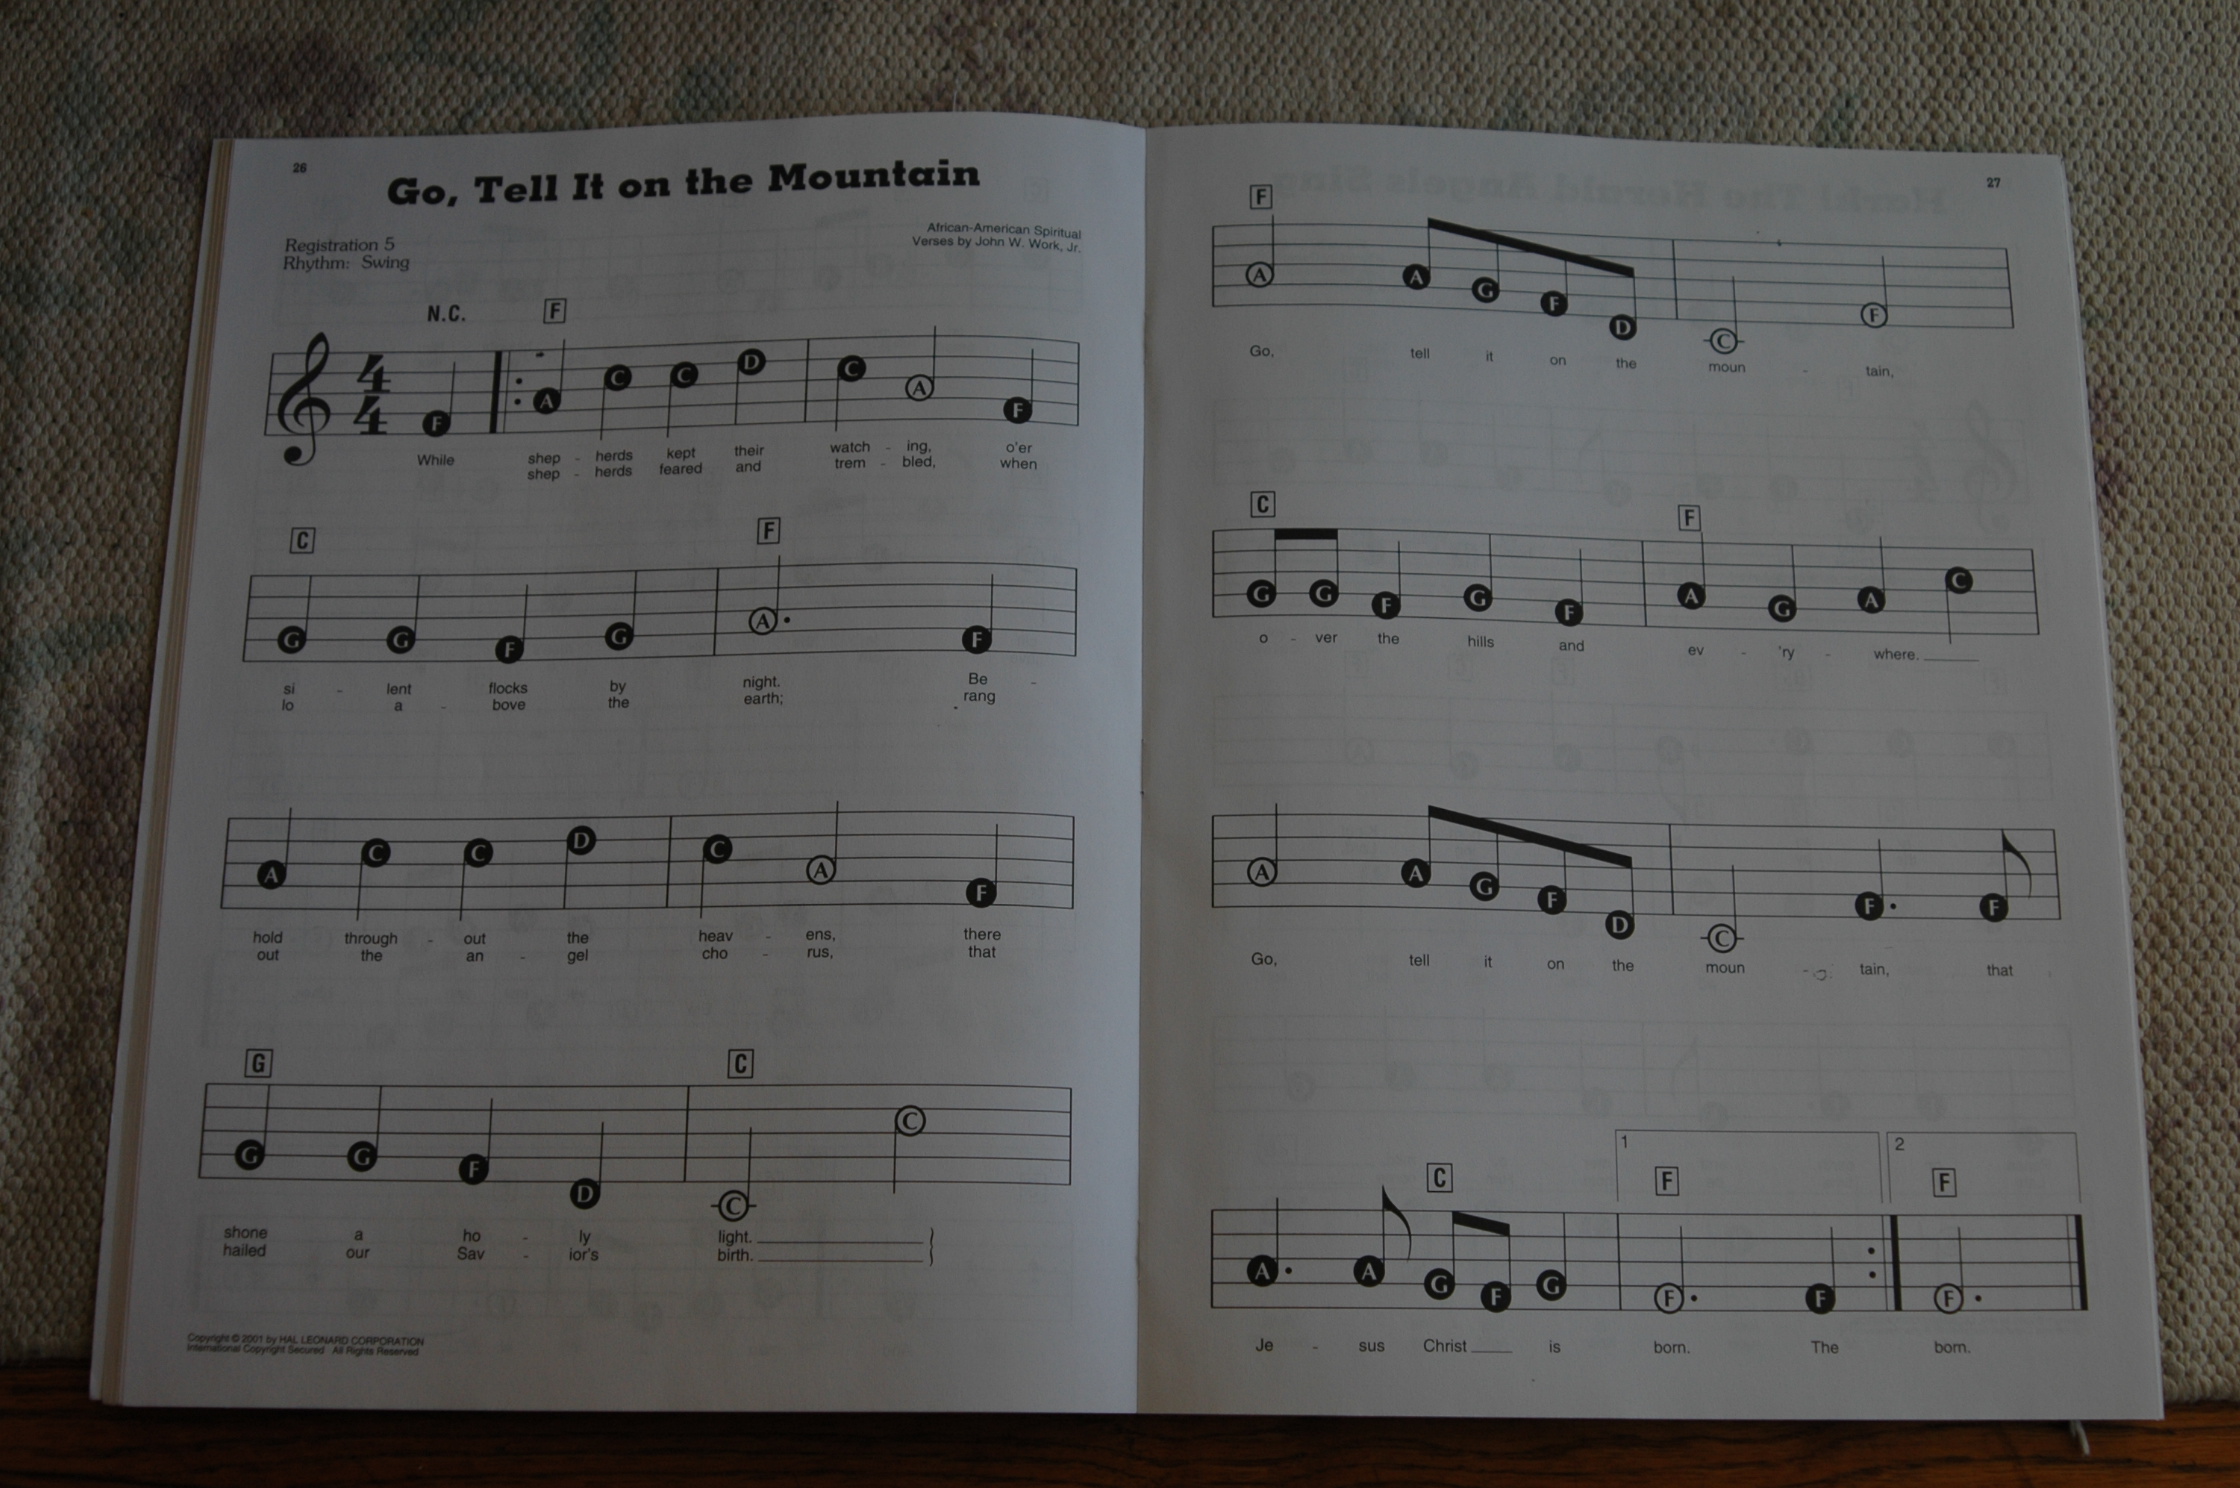 26
Go, Tell It on the Mountain
Registration 5
Rhythm: Swing
African-American Spiritual
Verses by John W. Work, Jr.
N.C. F
4
4
F A C C D C A F
While shep - herds kept their watch - ing, o'er
shep - herds feared and trem - bled, when
C F
G G F G A F
si - lent flocks by night. Be -
lo a - bove the earth; rang
A C C D C A F
hold through - out the heav - ens, there
out the an - gel cho - rus, that
G C
G G F D C C
shone a ho - ly light.
hailed our Sav - ior's birth.
Copyright © 2001 by HAL LEONARD CORPORATION
International Copyright Secured All Rights Reserved
27
F
A A G F D C F
Go, tell it on the moun - tain,
C F
G G F G F A G A C
o - ver the hills and ev - 'ry - where.
A A G F D C F F
Go, tell it on the moun - tain, that
1 2
C F F
A A G F G F F F
Je - sus Christ is born. The born.